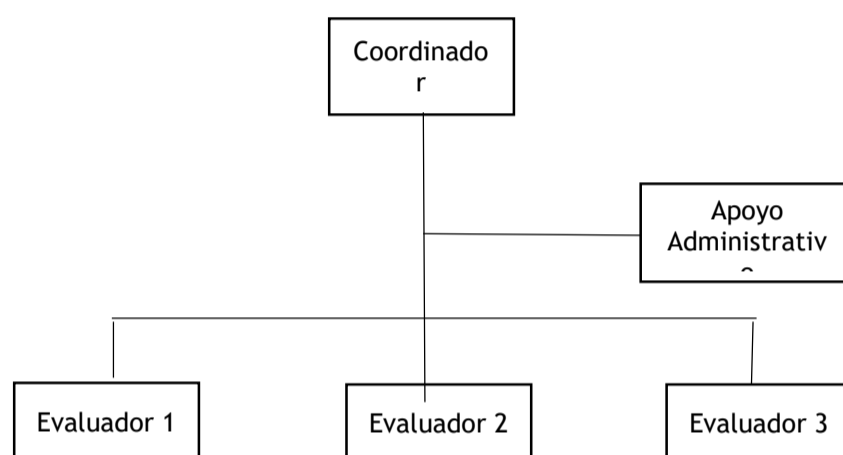 Coordinado
r
Apoyo
Administrativ
Evaluador 1
Evaluador 2
Evaluador 3